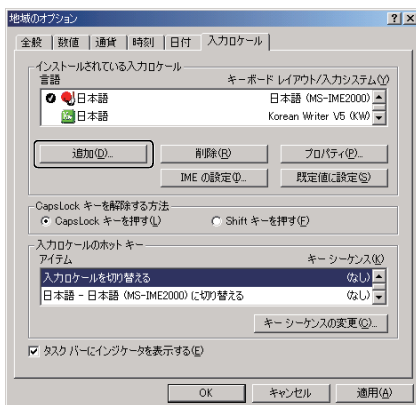 地域のオプション
全般 数値 通貨 時刻 日付 入力ロケール
インストールされている入力ロケール
言語 キーボード レイアウト/入力システム(Y)
日本語 日本語 (MS-IME2000)
日本語 Korean Writer V5 (KW)
追加(D)... 削除(R) プロパティ(P)...
IME の設定(I)... 既定値に設定(S)
CapsLock キーを解除する方法
CapsLock キーを押す(L) Shift キーを押す(F)
入力ロケールのホット キー
アイテム キー シーケンス(K)
入力ロケールを切り替える (なし)
日本語 - 日本語 (MS-IME2000) に切り替える (なし)
キー シーケンスの変更(C)...
タスク バーにインジケータを表示する(E)
OK キャンセル 適用(A)